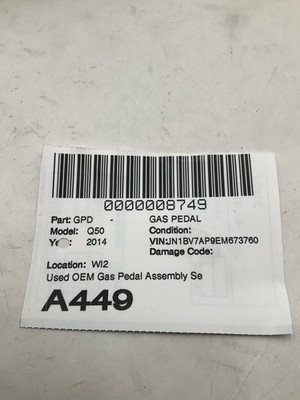 0000008749
Part: GPD - GAS PEDAL
Model: Q50 Condition:
Year: 2014 VIN:JN1BV7AP9EM673760
Damage Code:
Location: WI2
Used OEM Gas Pedal Assembly Se
A449